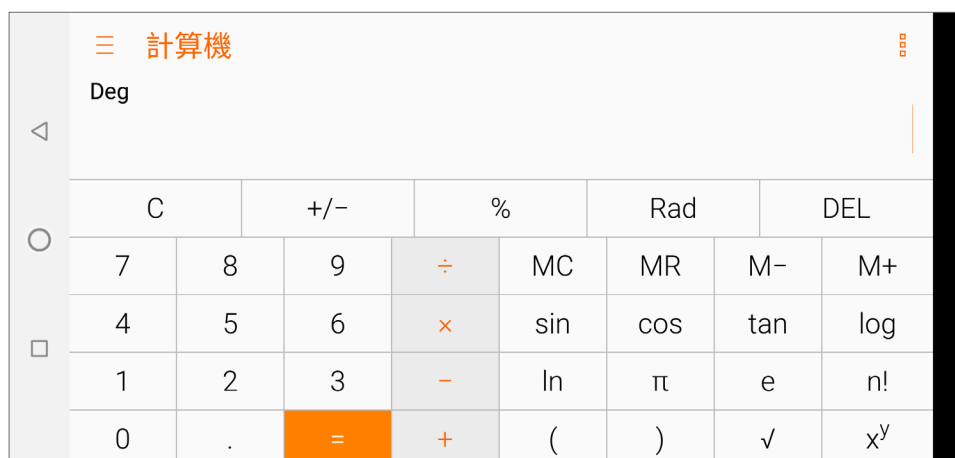 計算機
Deg
C +/− % Rad DEL
7 8 9 ÷ MC MR M− M+
4 5 6 × sin cos tan log
1 2 3 − ln π e n!
0 . = + ( ) √ xʸ